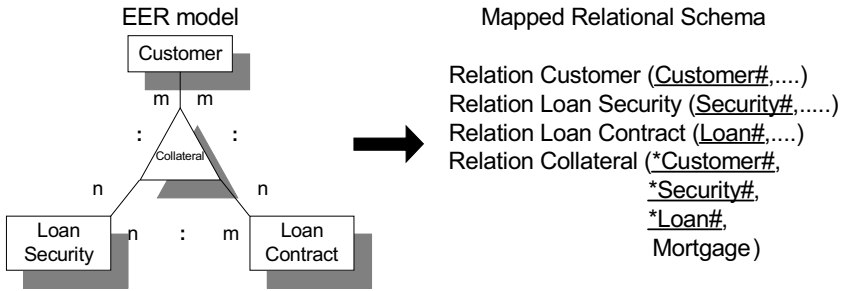 EER model
Customer
m m
: :
Collateral
n n
Loan
Security
n : m
Loan
Contract
Mapped Relational Schema
Relation Customer (Customer#,....)
Relation Loan Security (Security#,.....)
Relation Loan Contract (Loan#,....)
Relation Collateral (*Customer#,
*Security#,
*Loan#,
Mortgage)